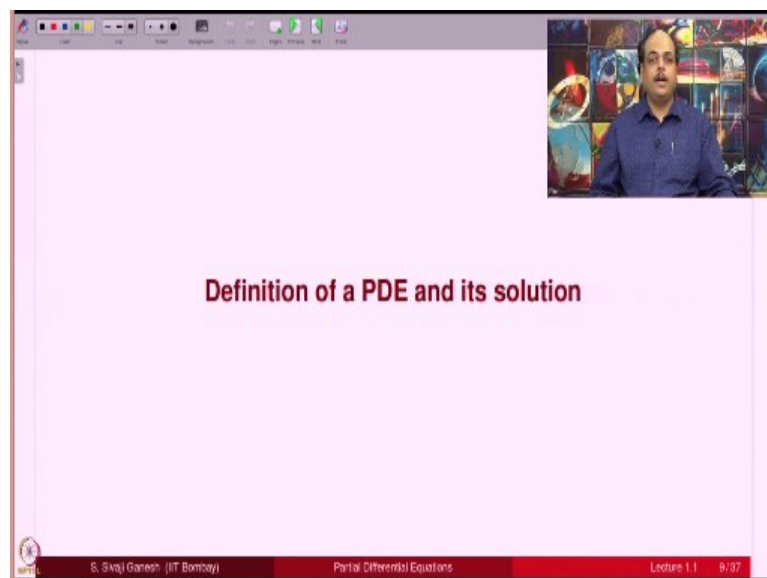 Definition of a PDE and its solution
S. Sivaji Ganesh (IIT Bombay) Partial Differential Equations Lecture 1.1 9/37